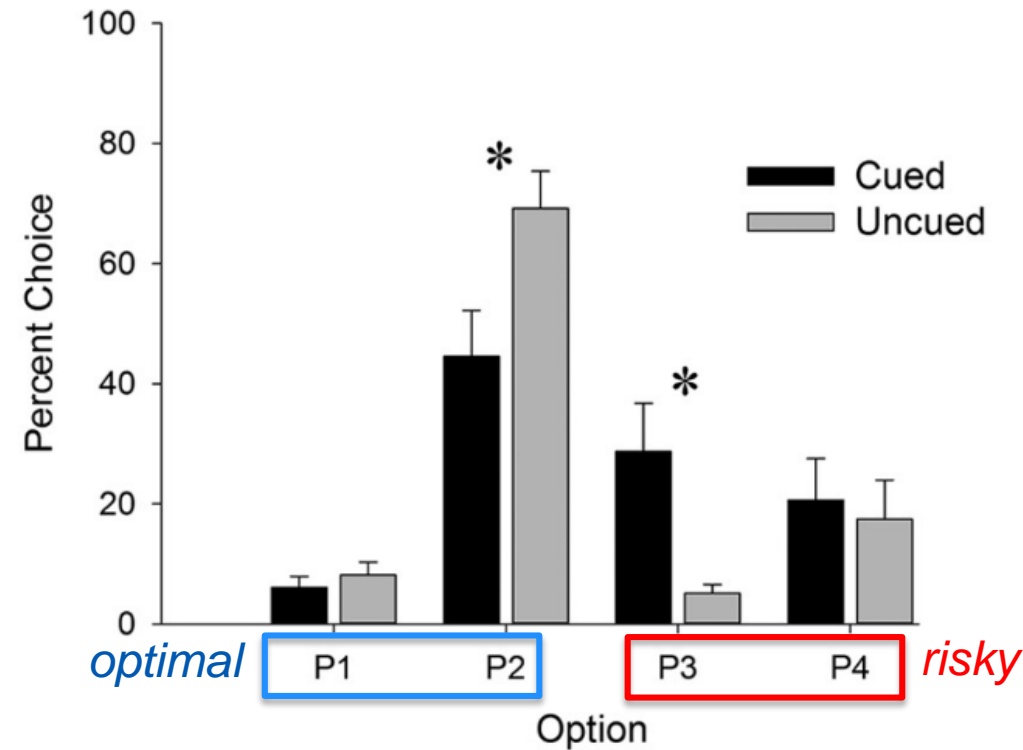 100
80
60
40
20
0
Percent Choice
*
*
Cued
Uncued
optimal P1 P2 P3 P4 risky
Option